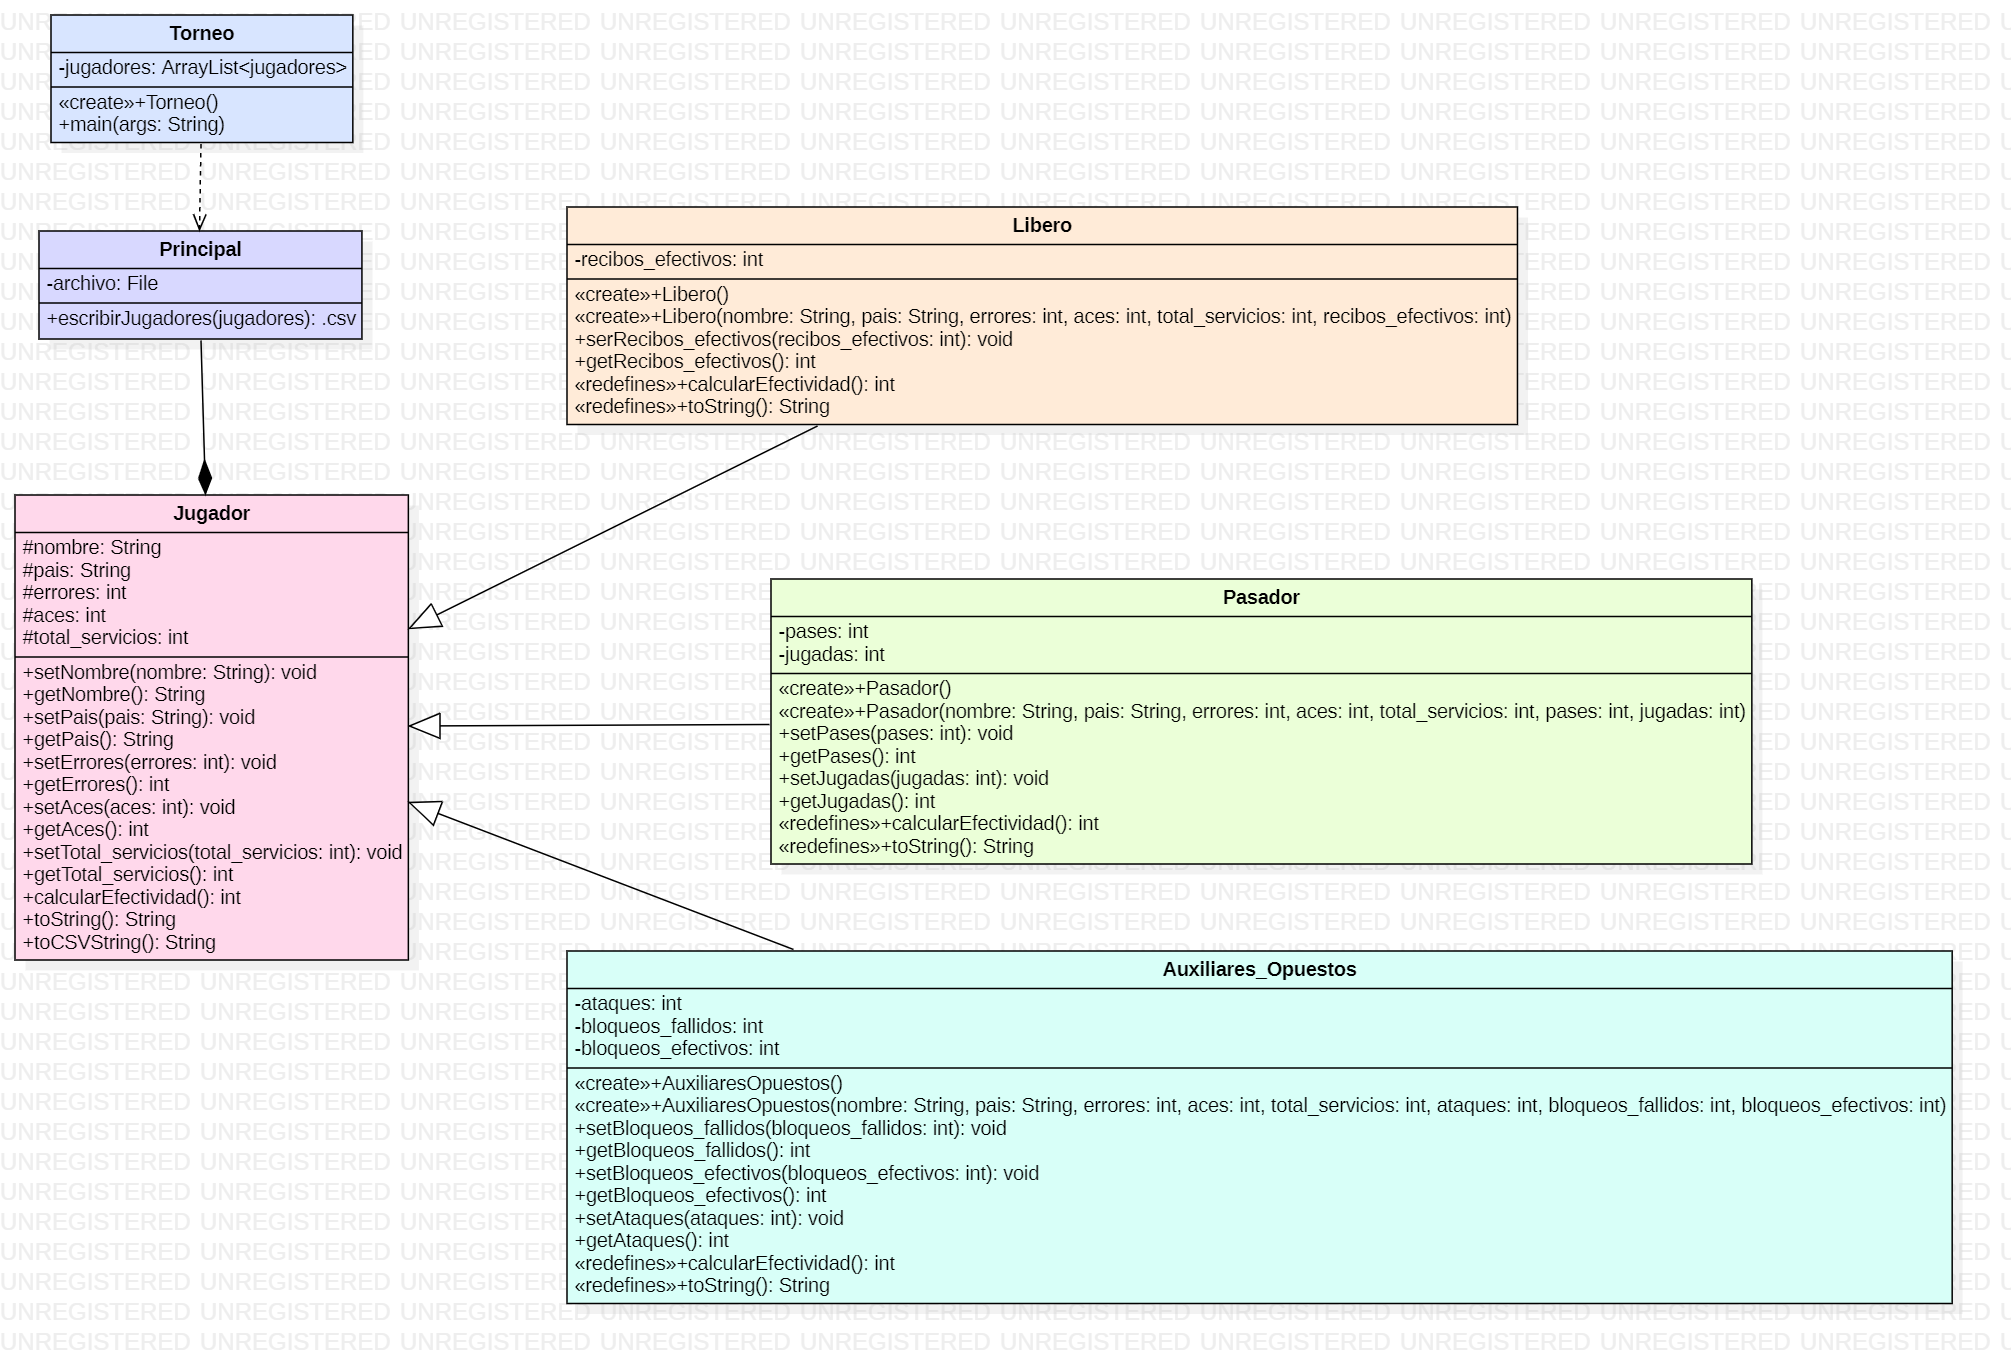 Torneo
-jugadores: ArrayList<jugadores>
«create»+Torneo()
+main(args: String)
Principal
-archivo: File
+escribirJugadores(jugadores): .csv
Libero
-recibos_efectivos: int
«create»+Libero()
«create»+Libero(nombre: String, pais: String, errores: int, aces: int, total_servicios: int, recibos_efectivos: int)
+serRecibos_efectivos(recibos_efectivos: int): void
+getRecibos_efectivos(): int
«redefines»+calcularEfectividad(): int
«redefines»+toString(): String
Jugador
#nombre: String
#pais: String
#errores: int
#aces: int
#total_servicios: int
+setNombre(nombre: String): void
+getNombre(): String
+setPais(pais: String): void
+getPais(): String
+setErrores(errores: int): void
+getErrores(): int
+setAces(aces: int): void
+getAces(): int
+setTotal_servicios(total_servicios: int): void
+getTotal_servicios(): int
+calcularEfectividad(): int
+toString(): String
+toCSVString(): String
Pasador
-pases: int
-jugadas: int
«create»+Pasador()
«create»+Pasador(nombre: String, pais: String, errores: int, aces: int, total_servicios: int, pases: int, jugadas: int)
+setPases(pases: int): void
+getPases(): int
+setJugadas(jugadas: int): void
+getJugadas(): int
«redefines»+calcularEfectividad(): int
«redefines»+toString(): String
Auxiliares_Opuestos
-ataques: int
-bloqueos_fallidos: int
-bloqueos_efectivos: int
«create»+AuxiliaresOpuestos()
«create»+AuxiliaresOpuestos(nombre: String, pais: String, errores: int, aces: int, total_servicios: int, ataques: int, bloqueos_fallidos: int, bloqueos_efectivos: int)
+setBloqueos_fallidos(bloqueos_fallidos: int): void
+getBloqueos_fallidos(): int
+setBloqueos_efectivos(bloqueos_efectivos: int): void
+getBloqueos_efectivos(): int
+setAtaques(ataques: int): void
+getAtaques(): int
«redefines»+calcularEfectividad(): int
«redefines»+toString(): String
UNREGISTERED